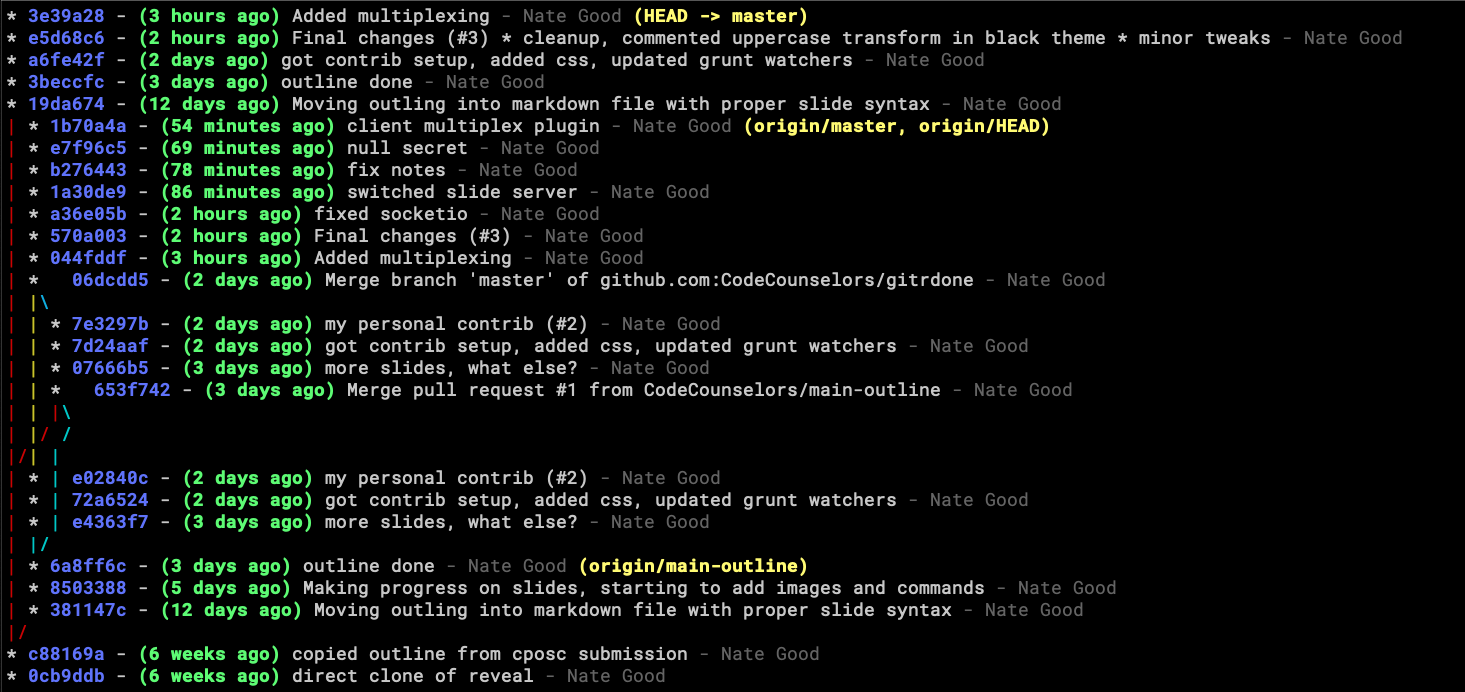 * 3e39a28 - (3 hours ago) Added multiplexing - Nate Good (HEAD -> master)
* e5d68c6 - (2 hours ago) Final changes (#3) * cleanup, commented uppercase transform in black theme * minor tweaks - Nate Good
* a6fe42f - (2 days ago) got contrib setup, added css, updated grunt watchers - Nate Good
* 3beccfc - (3 days ago) outline done - Nate Good
* 19da674 - (12 days ago) Moving outling into markdown file with proper slide syntax - Nate Good
| * 1b70a4a - (54 minutes ago) client multiplex plugin - Nate Good (origin/master, origin/HEAD)
| * e7f96c5 - (69 minutes ago) null secret - Nate Good
| * b276443 - (78 minutes ago) fix notes - Nate Good
| * 1a30de9 - (86 minutes ago) switched slide server - Nate Good
| * a36e05b - (2 hours ago) fixed socketio - Nate Good
| * 570a003 - (2 hours ago) Final changes (#3) - Nate Good
| * 044fddf - (3 hours ago) Added multiplexing - Nate Good
| *   06dcdd5 - (2 days ago) Merge branch 'master' of github.com:CodeCounselors/gitrdone - Nate Good
| |\
| | * 7e3297b - (2 days ago) my personal contrib (#2) - Nate Good
| | * 7d24aaf - (2 days ago) got contrib setup, added css, updated grunt watchers - Nate Good
| | * 07666b5 - (3 days ago) more slides, what else? - Nate Good
| | *   653f742 - (3 days ago) Merge pull request #1 from CodeCounselors/main-outline - Nate Good
| | |\
| |/ /
|/| |
| * | e02840c - (2 days ago) my personal contrib (#2) - Nate Good
| * | 72a6524 - (2 days ago) got contrib setup, added css, updated grunt watchers - Nate Good
| * | e4363f7 - (3 days ago) more slides, what else? - Nate Good
| |/
| * 6a8ff6c - (3 days ago) outline done - Nate Good (origin/main-outline)
| * 8503388 - (5 days ago) Making progress on slides, starting to add images and commands - Nate Good
| * 381147c - (12 days ago) Moving outling into markdown file with proper slide syntax - Nate Good
|/
* c88169a - (6 weeks ago) copied outline from cposc submission - Nate Good
* 0cb9ddb - (6 weeks ago) direct clone of reveal - Nate Good